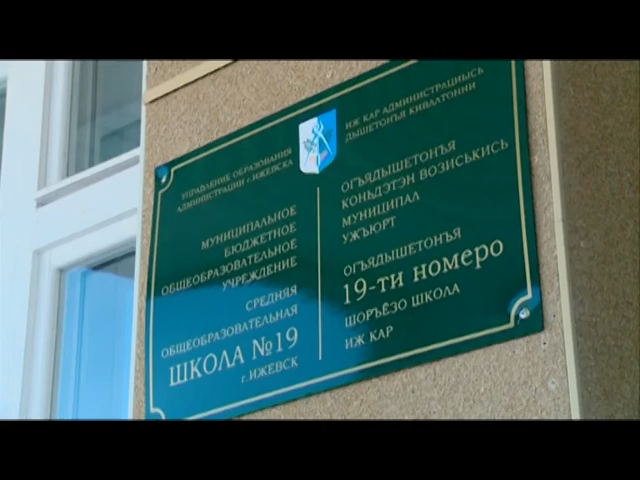 УПРАВЛЕНИЕ ОБРАЗОВАНИЯ
АДМИНИСТРАЦИИ г. ИЖЕВСКА
МУНИЦИПАЛЬНОЕ
БЮДЖЕТНОЕ
ОБЩЕОБРАЗОВАТЕЛЬНОЕ
УЧРЕЖДЕНИЕ
СРЕДНЯЯ
ОБЩЕОБРАЗОВАТЕЛЬНАЯ
ШКОЛА №19
г. ИЖЕВСК
ИЖ КАР АДМИНИСТРАЦИЫСЬ
ДЫШЕТОНЪЯ КИВАЛТОННИ
ОГЪЯДЫШЕТОНЪЯ
КОНЬДЭТЭН ВОЗИСЬКИСЬ
МУНИЦИПАЛ
УЖЪЮРТ
ОГЪЯДЫШЕТОНЪЯ
19-ти номеро
ШОРЪЁЗО ШКОЛА
ИЖ КАР